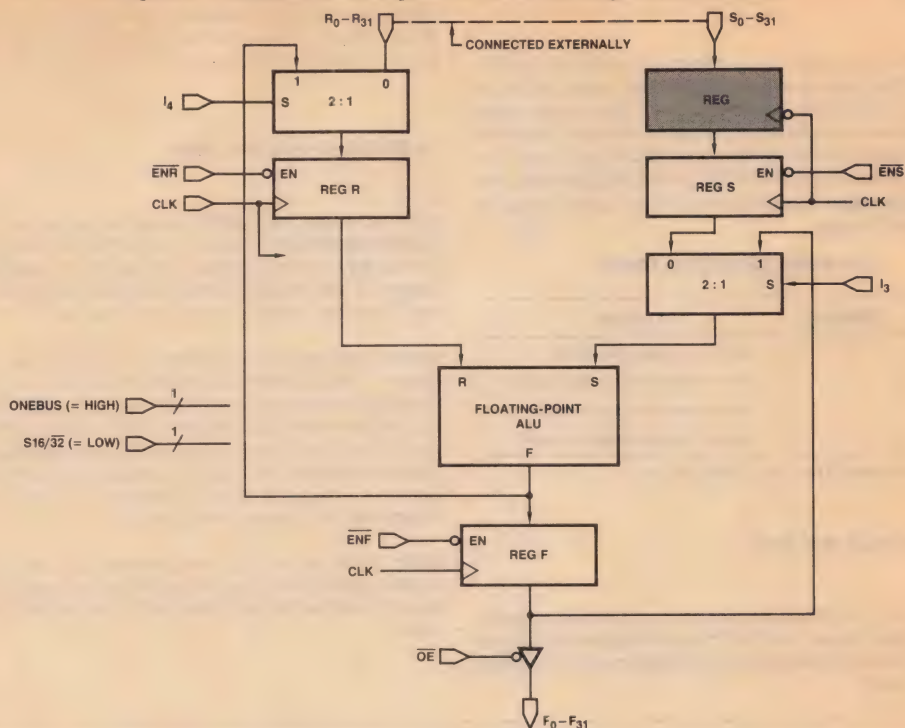 R₀–R₃₁
S₀–S₃₁
CONNECTED EXTERNALLY
1
0
I₄
S
2 : 1
REG
ENR
EN
REG R
CLK
EN
REG S
ENS
CLK
0
1
2 : 1
S
I₃
R
S
FLOATING-POINT
ALU
F
ONEBUS (= HIGH)
1
S16/32 (= LOW)
1
ENF
EN
REG F
CLK
OE
F₀–F₃₁